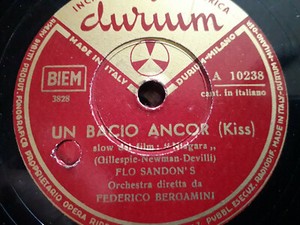 durium
MADE IN ITALY
DURIUM-MILANO
BIEM
3828
A 10238
cant. in italiano
UN BACIO ANCOR (Kiss)
slow dal film: "Niagara"
(Gillespie-Newman-Devilli)
FLO SANDON'S
Orchestra diretta da
FEDERICO BERGAMINI